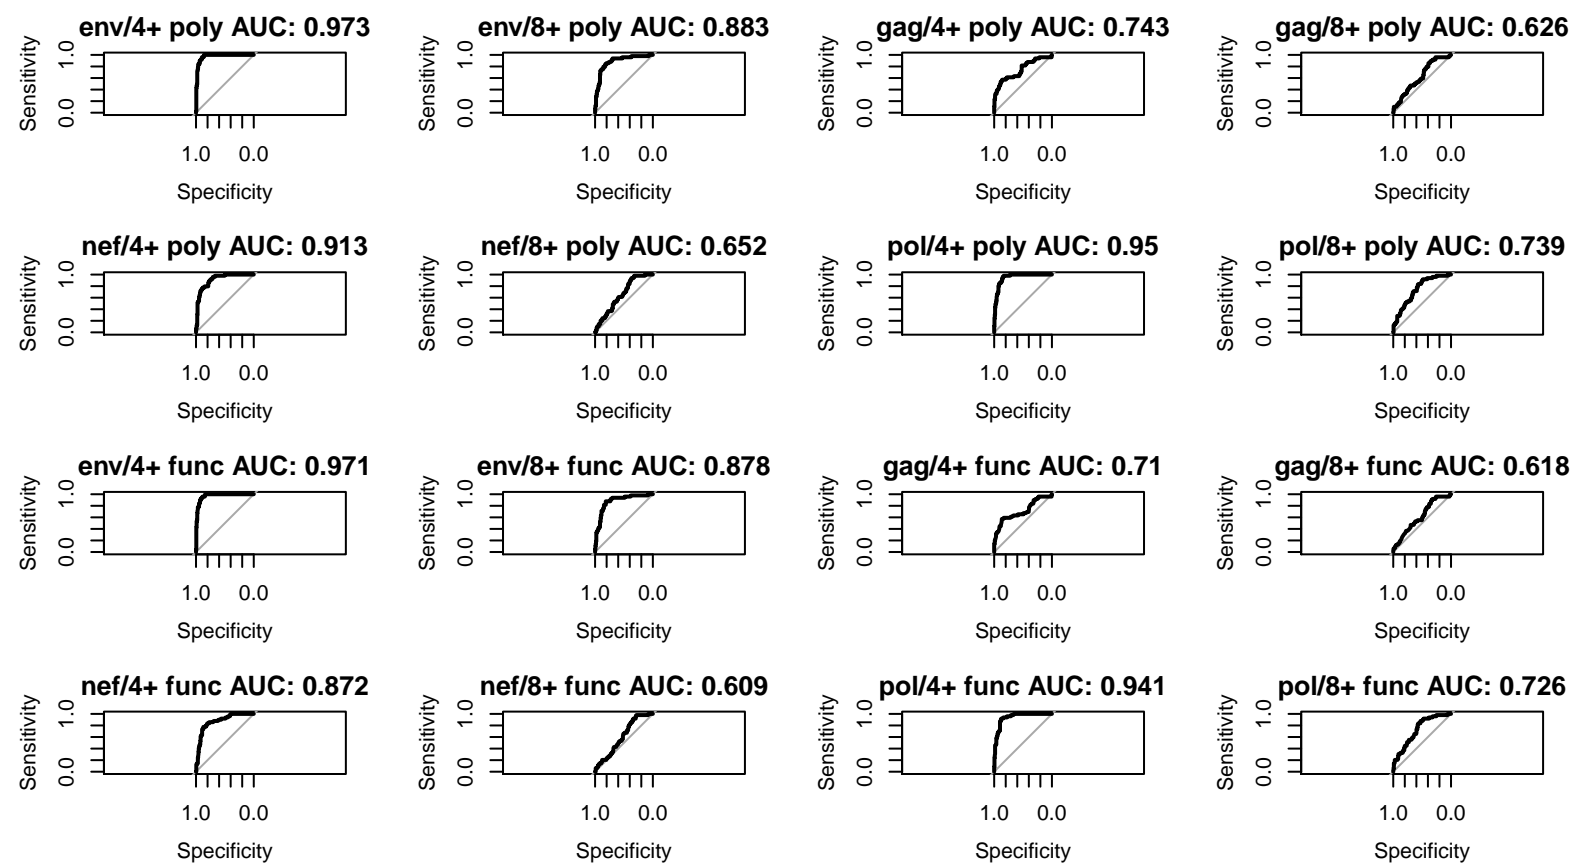 env/4+ poly AUC: 0.973
Sensitivity
1.0
0.0
1.0 0.0
Specificity
env/8+ poly AUC: 0.883
Sensitivity
1.0
0.0
1.0 0.0
Specificity
gag/4+ poly AUC: 0.743
Sensitivity
1.0
0.0
1.0 0.0
Specificity
gag/8+ poly AUC: 0.626
Sensitivity
1.0
0.0
1.0 0.0
Specificity
nef/4+ poly AUC: 0.913
Sensitivity
1.0
0.0
1.0 0.0
Specificity
nef/8+ poly AUC: 0.652
Sensitivity
1.0
0.0
1.0 0.0
Specificity
pol/4+ poly AUC: 0.95
Sensitivity
1.0
0.0
1.0 0.0
Specificity
pol/8+ poly AUC: 0.739
Sensitivity
1.0
0.0
1.0 0.0
Specificity
env/4+ func AUC: 0.971
Sensitivity
1.0
0.0
1.0 0.0
Specificity
env/8+ func AUC: 0.878
Sensitivity
1.0
0.0
1.0 0.0
Specificity
gag/4+ func AUC: 0.71
Sensitivity
1.0
0.0
1.0 0.0
Specificity
gag/8+ func AUC: 0.618
Sensitivity
1.0
0.0
1.0 0.0
Specificity
nef/4+ func AUC: 0.872
Sensitivity
1.0
0.0
1.0 0.0
Specificity
nef/8+ func AUC: 0.609
Sensitivity
1.0
0.0
1.0 0.0
Specificity
pol/4+ func AUC: 0.941
Sensitivity
1.0
0.0
1.0 0.0
Specificity
pol/8+ func AUC: 0.726
Sensitivity
1.0
0.0
1.0 0.0
Specificity